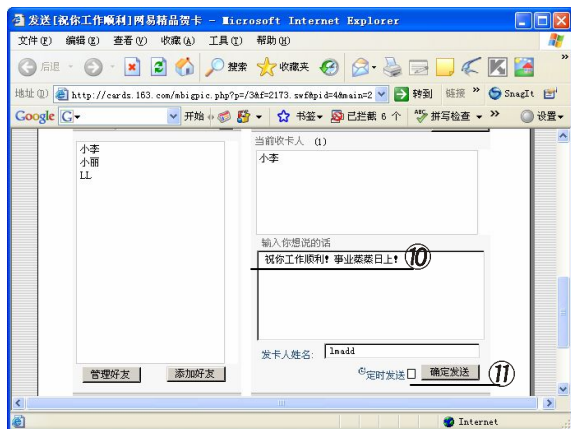 发送[祝你工作顺利]网易精品贺卡 - Microsoft Internet Explorer
文件(F) 编辑(E) 查看(V) 收藏(A) 工具(T) 帮助(H)
后退 搜索 收藏夹 »
地址(D) http://cards.163.com/mbigpic.php?p=/3&f=2173.swf&pid=4&main=2 转到 链接 » SnagIt
Google G 开始 书签 已拦截 6 个 ABC 拼写检查 » 设置
小李
小丽
LL
管理好友 添加好友
当前收卡人 (1)
小李
输入你想说的话
祝你工作顺利! 事业蒸蒸日上! ⑩
发卡人姓名: lmadd
定时发送 确定发送 ⑪
Internet